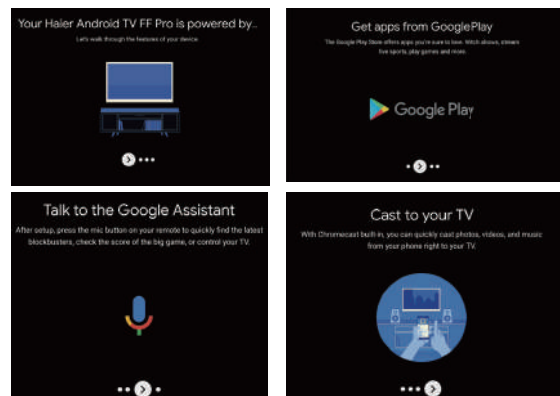 Your Haier Android TV FF Pro is powered by..
Let's walk through the features of your device.
Get apps from GooglePlay
The Google Play Store offers apps you're sure to love. Witch ahows, stream
five sports, play games and more.
Google Play
Talk to the Google Assistant
After setup, press the mic button on your remote to quickly find the latest
blockbusters, check the score of the big game, or control your TV.
Cast to your TV
With Chromecast built-in, you can quickly cast photos, videos, and music
from your phone right to your TV.